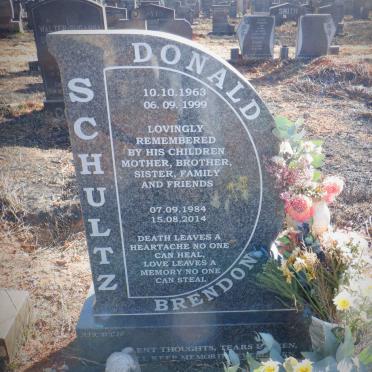 DONALD
SCHULTZ
10.10.1963
06.09.1999
LOVINGLY
REMEMBERED
BY HIS CHILDREN
MOTHER, BROTHER,
SISTER, FAMILY
AND FRIENDS
07.09.1984
15.08.2014
DEATH LEAVES A
HEARTACHE NO ONE
CAN HEAL,
LOVE LEAVES A
MEMORY NO ONE
CAN STEAL
BRENDON
THOUGHTS, TEARS